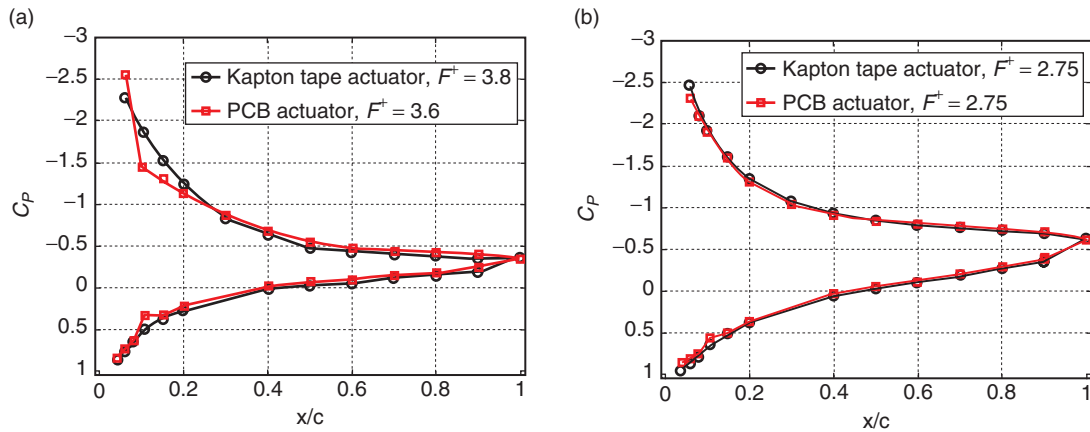 (a)
−3
−2.5
−2
−1.5
−1
−0.5
0
0.5
1
C_P
Kapton tape actuator, F⁺ = 3.8
PCB actuator, F⁺ = 3.6
0 0.2 0.4 0.6 0.8 1
x/c
(b)
−3
−2.5
−2
−1.5
−1
−0.5
0
0.5
1
C_P
Kapton tape actuator, F⁺ = 2.75
PCB actuator, F⁺ = 2.75
0 0.2 0.4 0.6 0.8 1
x/c